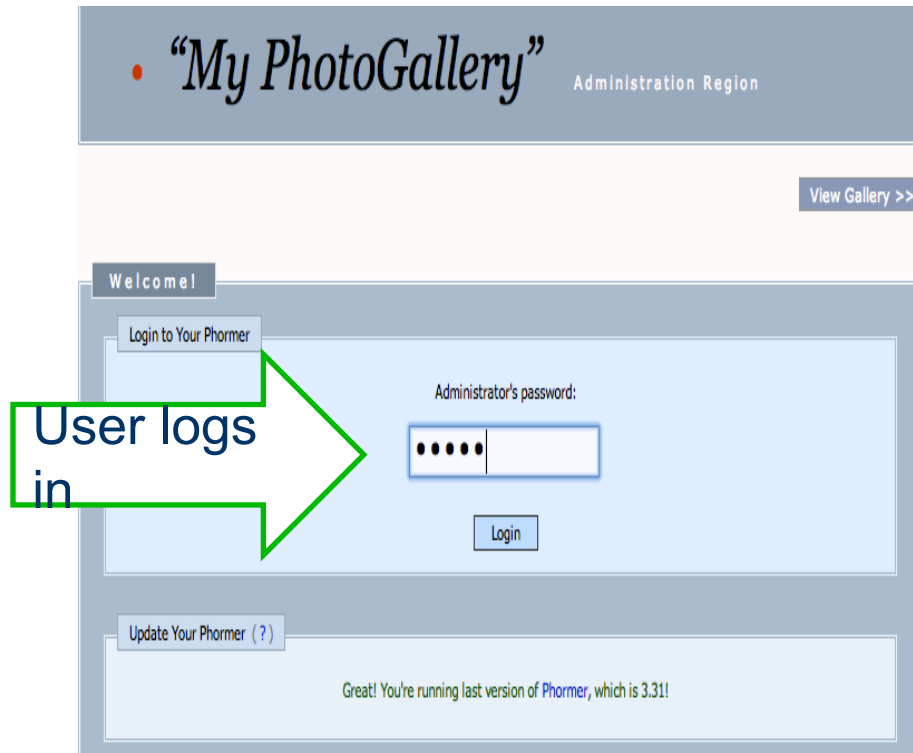 • “My PhotoGallery” Administration Region
View Gallery >>
Welcome!
Login to Your Phormer
Administrator's password:
User logs
in
•••••
Login
Update Your Phormer (?)
Great! You're running last version of Phormer, which is 3.31!